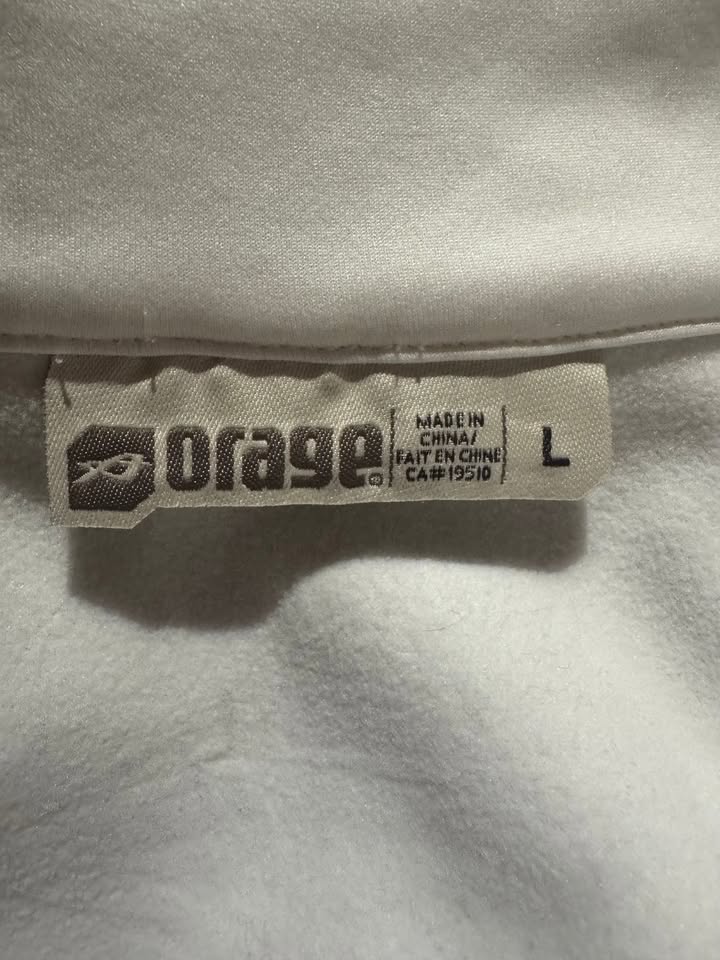 orage®
MADE IN
CHINA/
FAIT EN CHINE
CA#19510
L